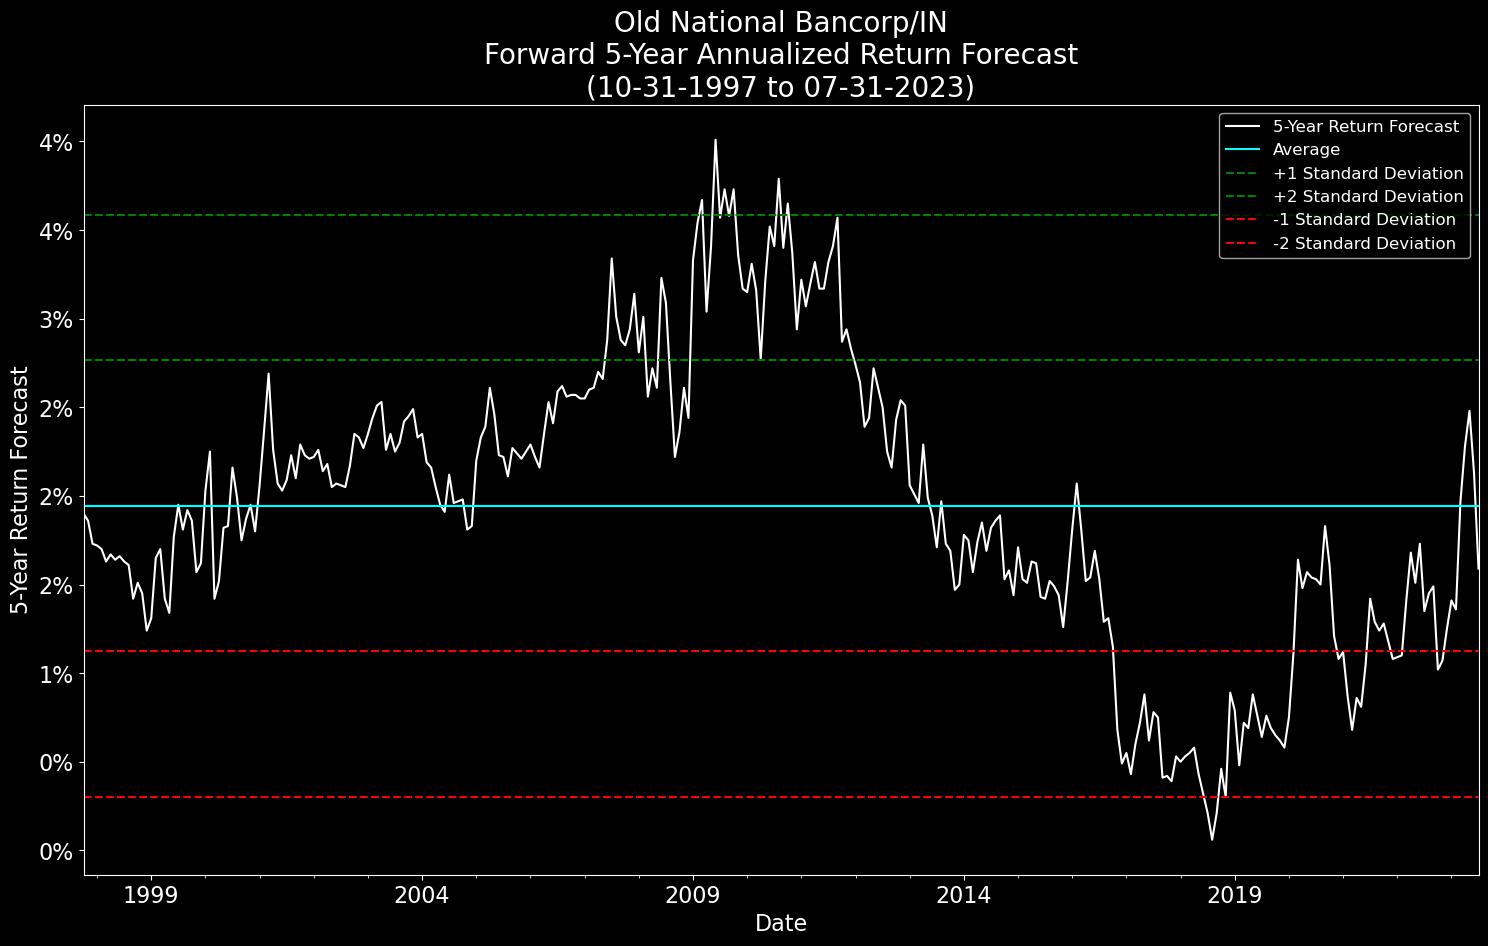 Old National Bancorp/IN
Forward 5-Year Annualized Return Forecast
(10-31-1997 to 07-31-2023)
5-Year Return Forecast
Average
+1 Standard Deviation
+2 Standard Deviation
-1 Standard Deviation
-2 Standard Deviation
4%
4%
3%
2%
2%
2%
1%
0%
0%
5-Year Return Forecast
1999 2004 2009 2014 2019
Date